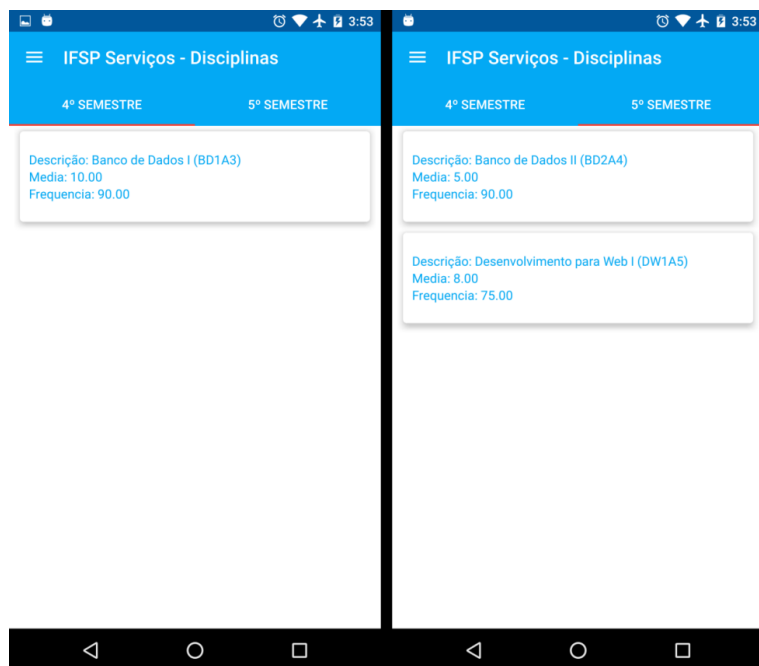 3:53
IFSP Serviços - Disciplinas
4º SEMESTRE
5º SEMESTRE
Descrição: Banco de Dados I (BD1A3)
Media: 10.00
Frequencia: 90.00
3:53
IFSP Serviços - Disciplinas
4º SEMESTRE
5º SEMESTRE
Descrição: Banco de Dados II (BD2A4)
Media: 5.00
Frequencia: 90.00
Descrição: Desenvolvimento para Web I (DW1A5)
Media: 8.00
Frequencia: 75.00